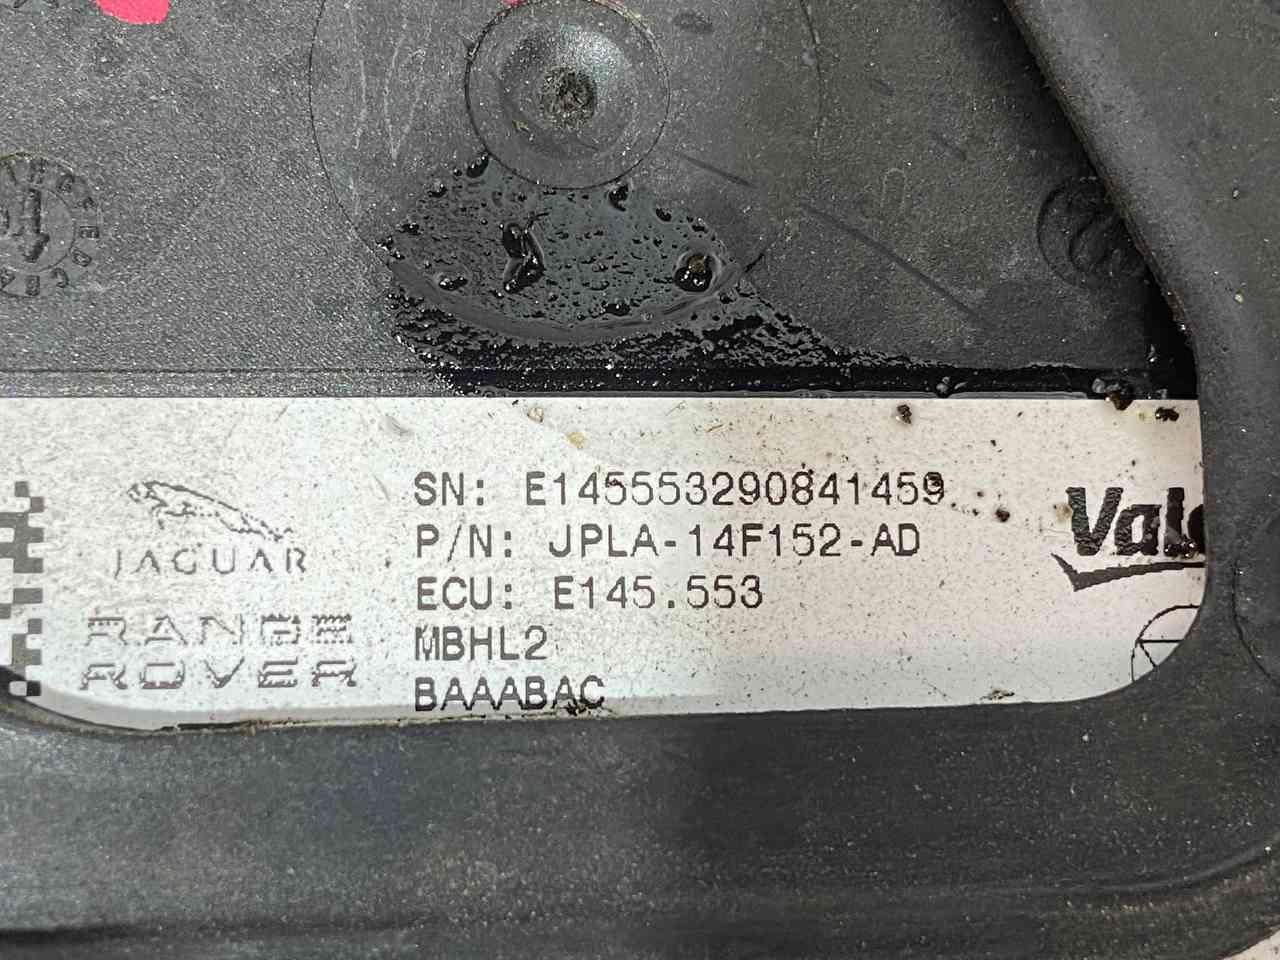 SN: E145553290841459
P/N: JPLA-14F152-AD
ECU: E145.553
MBHL2
BAAABAC
JAGUAR
RANGE
ROVER